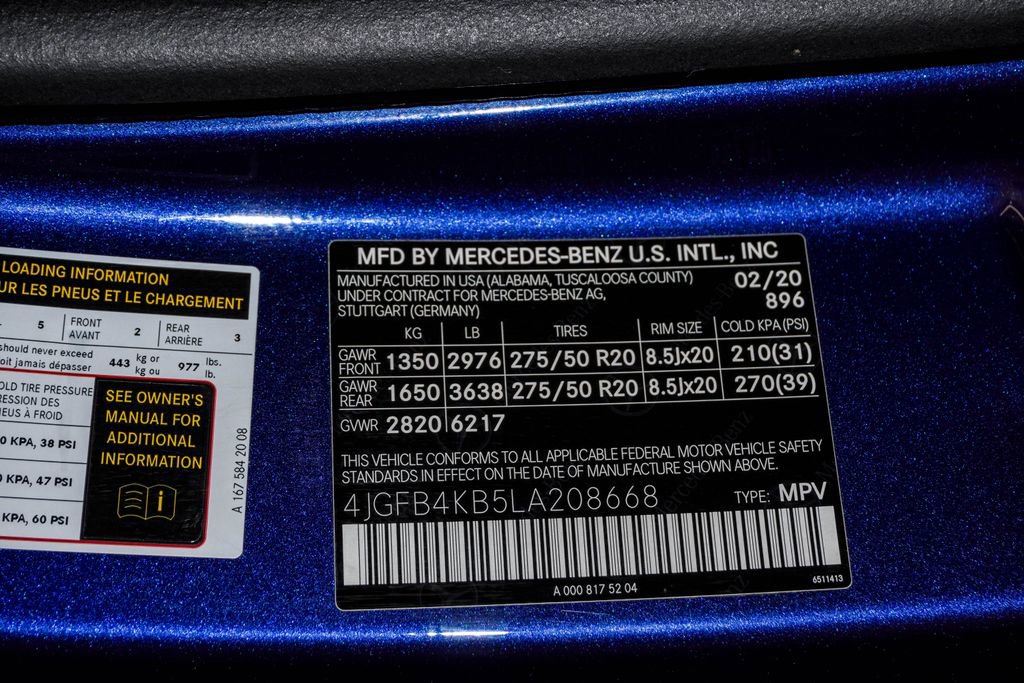 LOADING INFORMATION
UR LES PNEUS ET LE CHARGEMENT
5 FRONT AVANT 2 REAR ARRIÈRE 3
should never exceed
oit jamais dépasser 443 kg or kg ou 977 lbs. lb.
OLD TIRE PRESSURE
RESSION DES
NEUS À FROID
0 KPA, 38 PSI
0 KPA, 47 PSI
KPA, 60 PSI
SEE OWNER'S
MANUAL FOR
ADDITIONAL
INFORMATION
i
A 167 584 20 08
MFD BY MERCEDES-BENZ U.S. INTL., INC
MANUFACTURED IN USA (ALABAMA, TUSCALOOSA COUNTY) 02/20
UNDER CONTRACT FOR MERCEDES-BENZ AG, 896
STUTTGART (GERMANY)
KG LB TIRES RIM SIZE COLD KPA (PSI)
GAWR FRONT 1350 2976 275/50 R20 8.5Jx20 210(31)
GAWR REAR 1650 3638 275/50 R20 8.5Jx20 270(39)
GVWR 2820 6217
THIS VEHICLE CONFORMS TO ALL APPLICABLE FEDERAL MOTOR VEHICLE SAFETY
STANDARDS IN EFFECT ON THE DATE OF MANUFACTURE SHOWN ABOVE.
4JGFB4KB5LA208668 TYPE: MPV
A 000 817 52 04
6511413